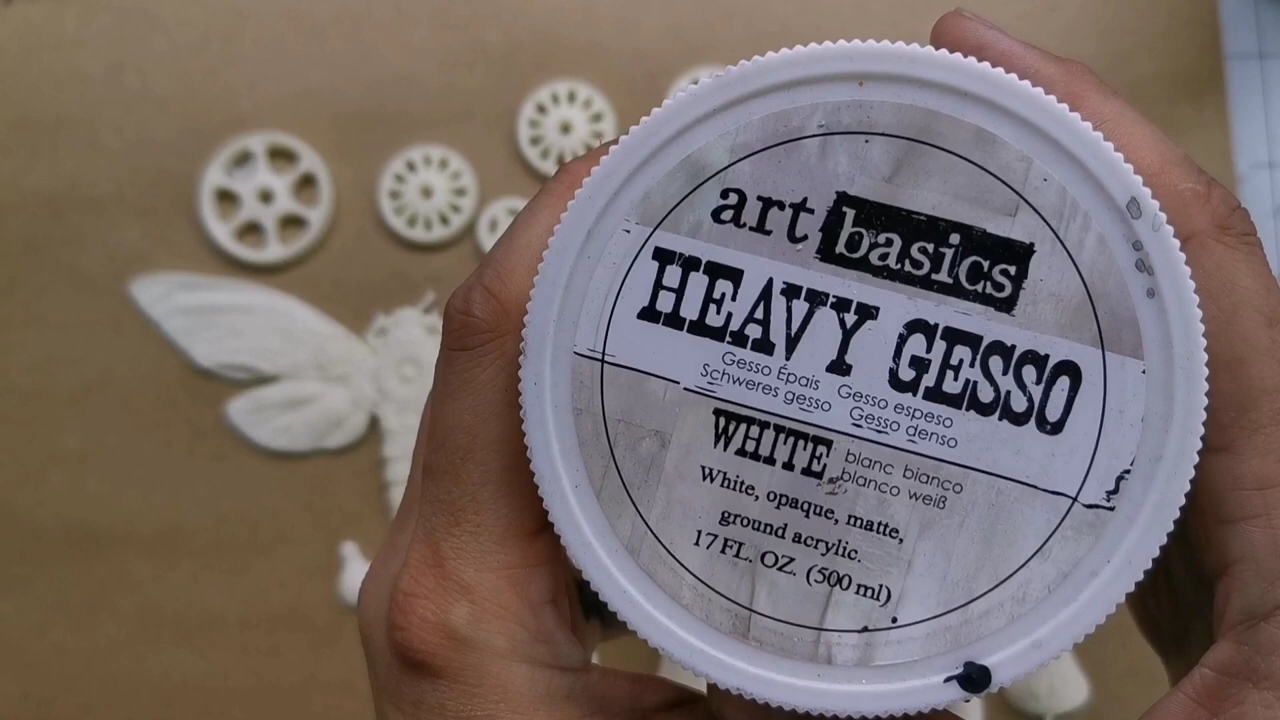 art basics
HEAVY GESSO
Gesso Épais Gesso espeso
Schweres gesso Gesso denso
WHITE blanc bianco
blanco weiß
White, opaque, matte,
ground acrylic.
17 FL. OZ. (500 ml)